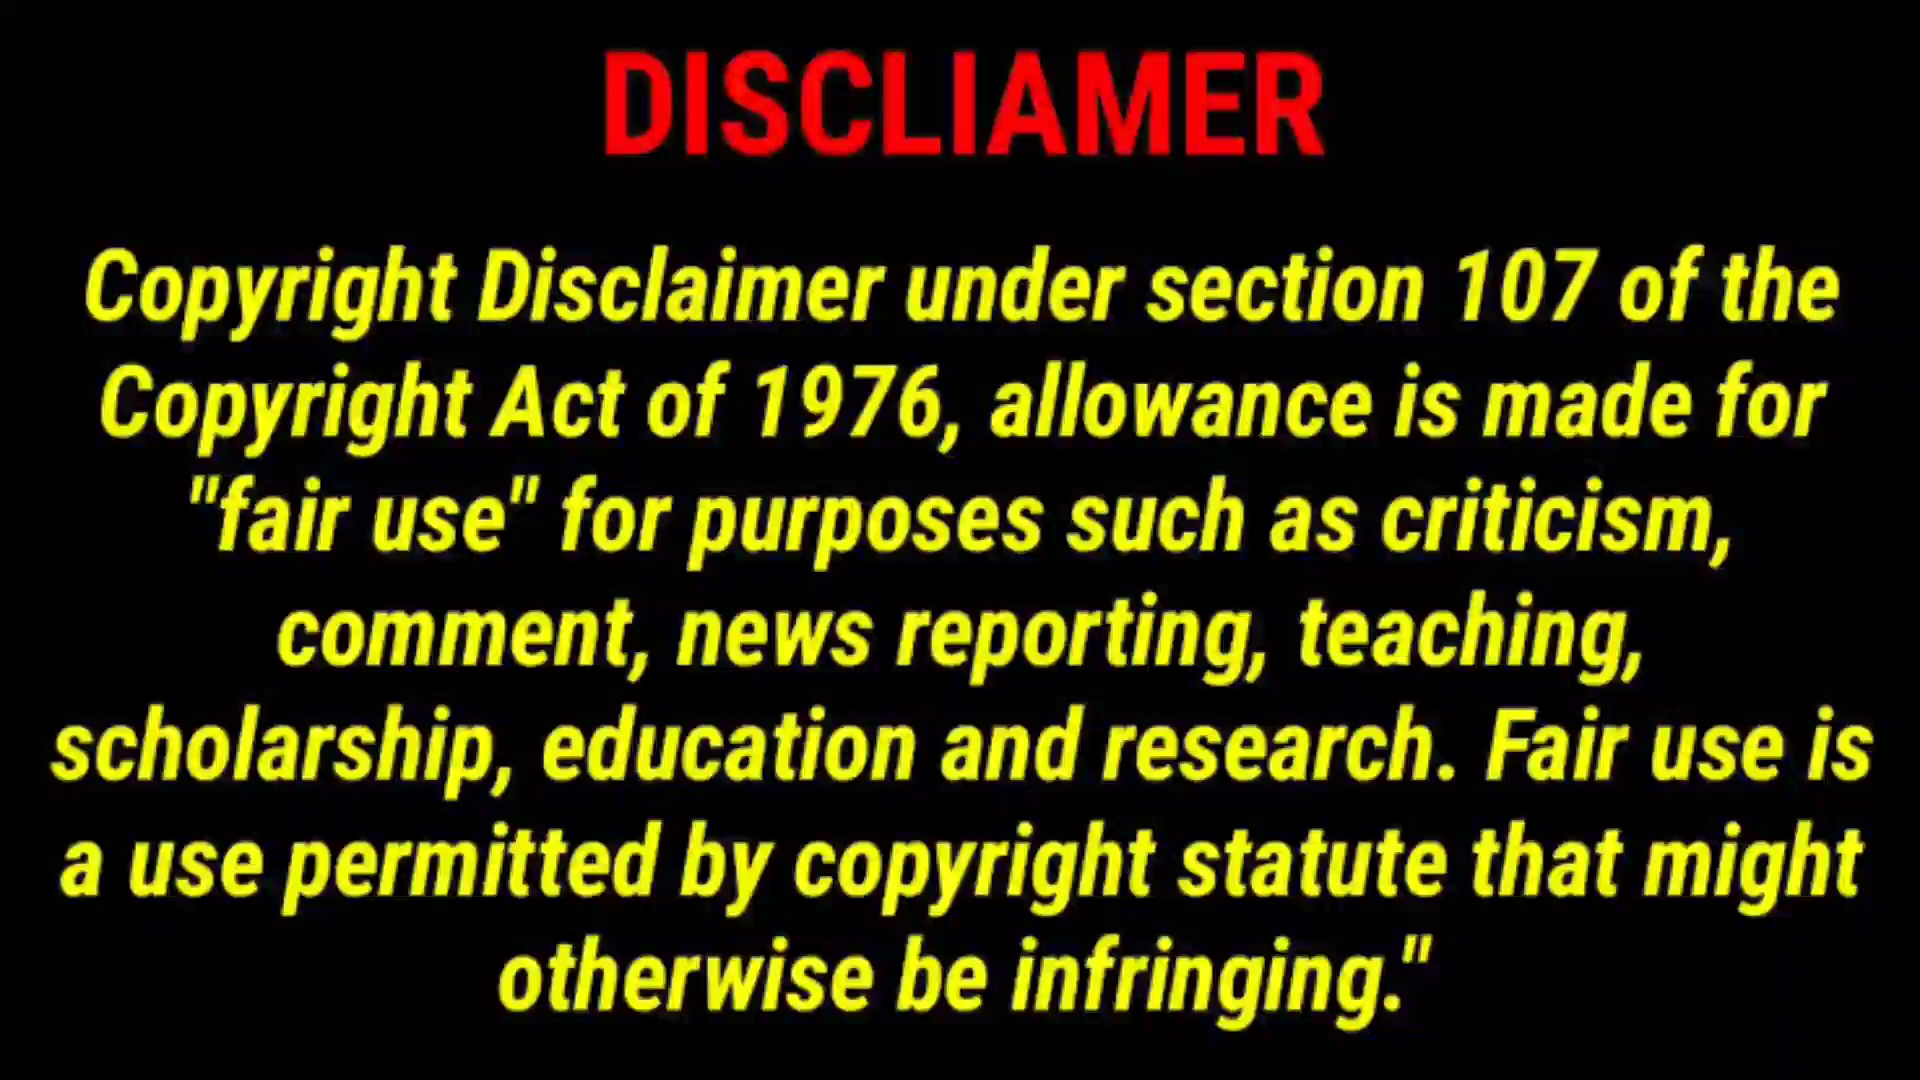 DISCLIAMER
Copyright Disclaimer under section 107 of the
Copyright Act of 1976, allowance is made for
"fair use" for purposes such as criticism,
comment, news reporting, teaching,
scholarship, education and research. Fair use is
a use permitted by copyright statute that might
otherwise be infringing."